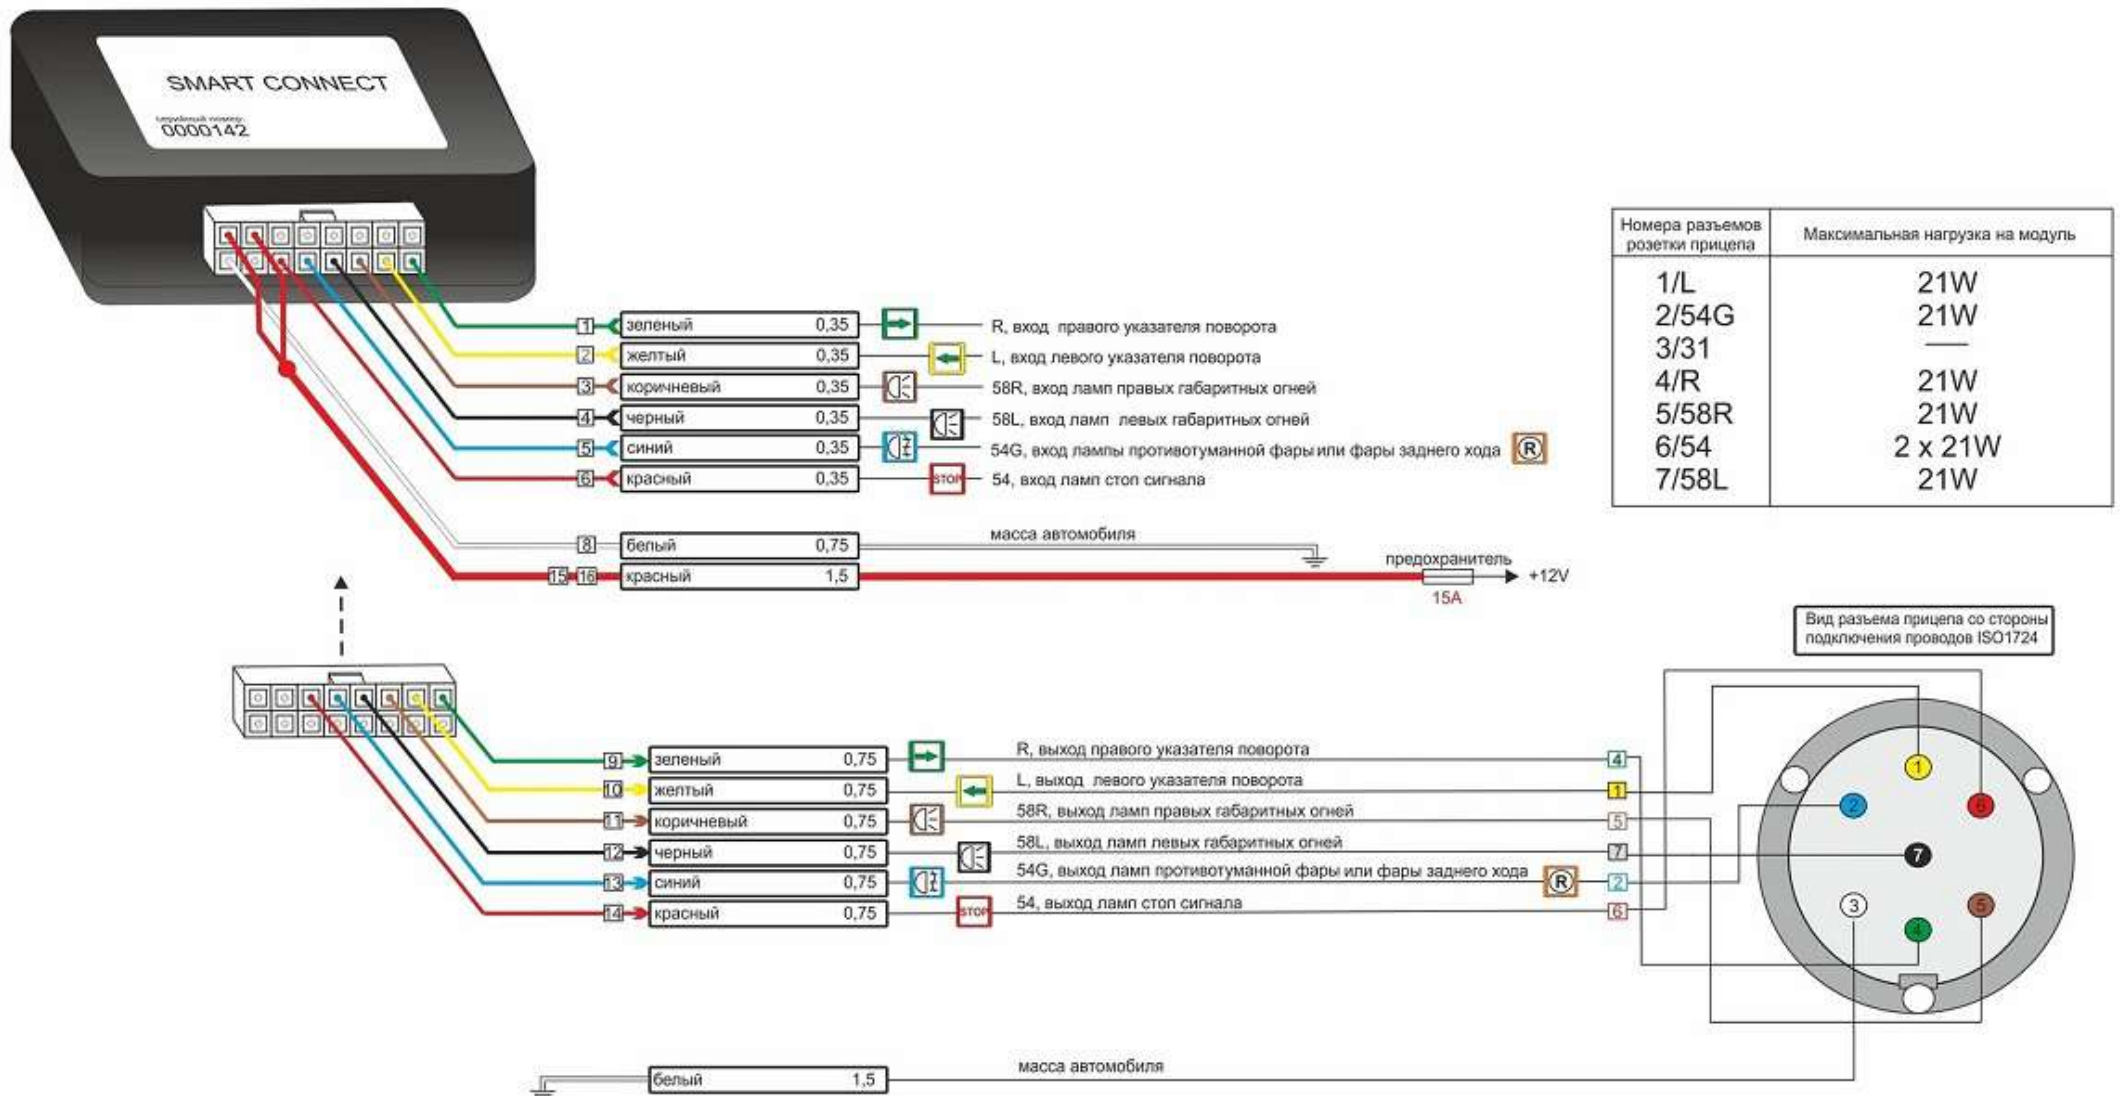 SMART CONNECT
серийный номер:
0000142
Номера разъемов розетки прицепа
Максимальная нагрузка на модуль
1/L 21W
2/54G 21W
3/31 —
4/R 21W
5/58R 21W
6/54 2 x 21W
7/58L 21W
1 зеленый 0,35 R, вход правого указателя поворота
2 желтый 0,35 L, вход левого указателя поворота
3 коричневый 0,35 58R, вход ламп правых габаритных огней
4 черный 0,35 58L, вход ламп левых габаритных огней
5 синий 0,35 54G, вход лампы противотуманной фары или фары заднего хода R
6 красный 0,35 STOP 54, вход ламп стоп сигнала
8 белый 0,75 масса автомобиля
15 16 красный 1,5 предохранитель +12V
15A
Вид разъема прицепа со стороны
подключения проводов ISO1724
9 зеленый 0,75 R, выход правого указателя поворота 4
10 желтый 0,75 L, выход левого указателя поворота 1
11 коричневый 0,75 58R, выход ламп правых габаритных огней 5
12 черный 0,75 58L, выход ламп левых габаритных огней 7
13 синий 0,75 54G, выход ламп противотуманной фары или фары заднего хода R 2
14 красный 0,75 STOP 54, выход ламп стоп сигнала 6
1
2 6
7
3 5
4
белый 1,5 масса автомобиля